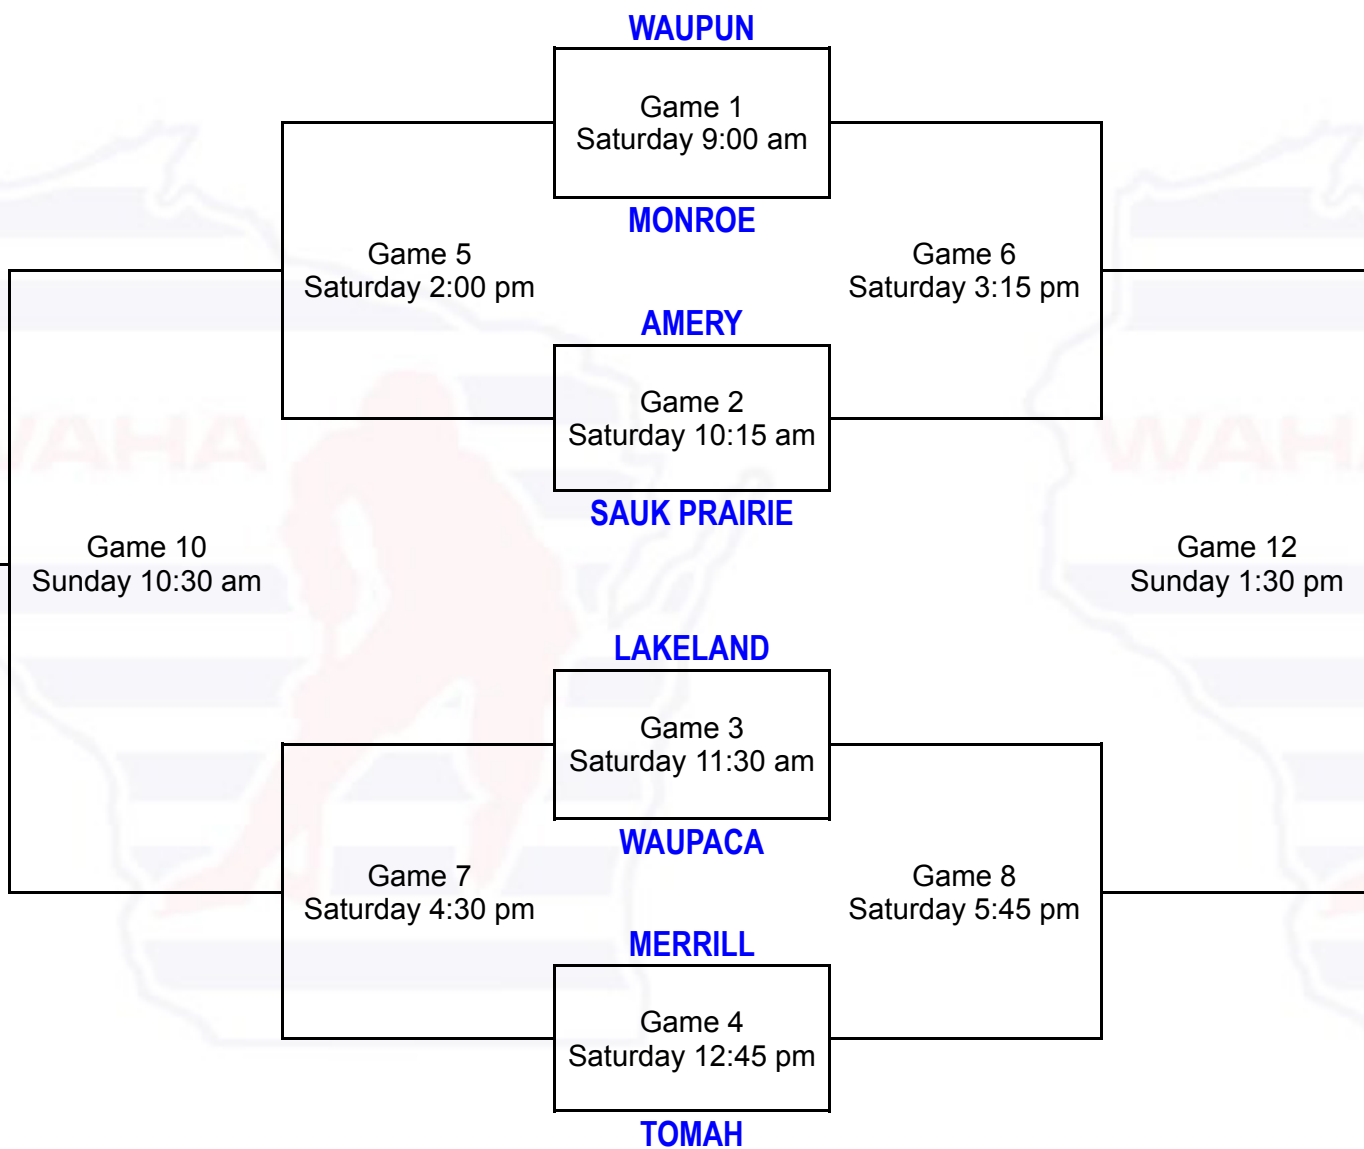 WAUPUN
Game 1
Saturday 9:00 am
MONROE
Game 5
Saturday 2:00 pm
Game 6
Saturday 3:15 pm
AMERY
Game 2
Saturday 10:15 am
SAUK PRAIRIE
WAHA
WAHA
Game 10
Sunday 10:30 am
Game 12
Sunday 1:30 pm
LAKELAND
Game 3
Saturday 11:30 am
WAUPACA
Game 7
Saturday 4:30 pm
Game 8
Saturday 5:45 pm
MERRILL
Game 4
Saturday 12:45 pm
TOMAH